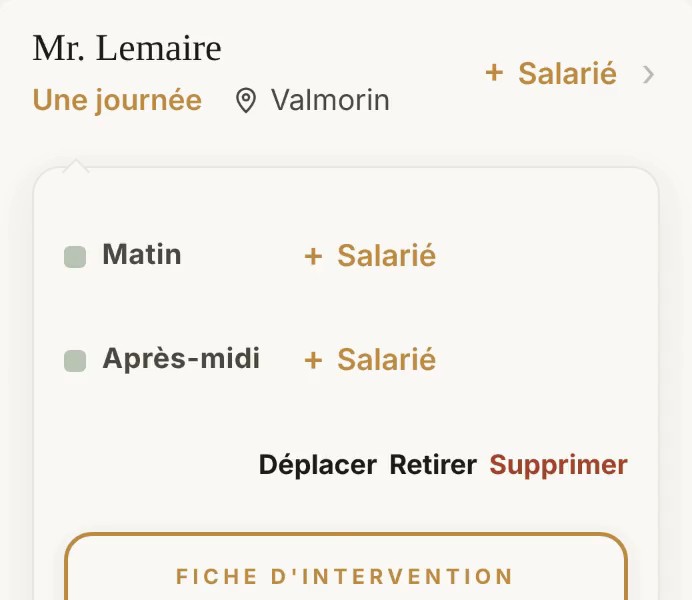 Mr. Lemaire
Une journée Valmorin
+ Salarié
Matin + Salarié
Après-midi + Salarié
Déplacer Retirer Supprimer
FICHE D'INTERVENTION